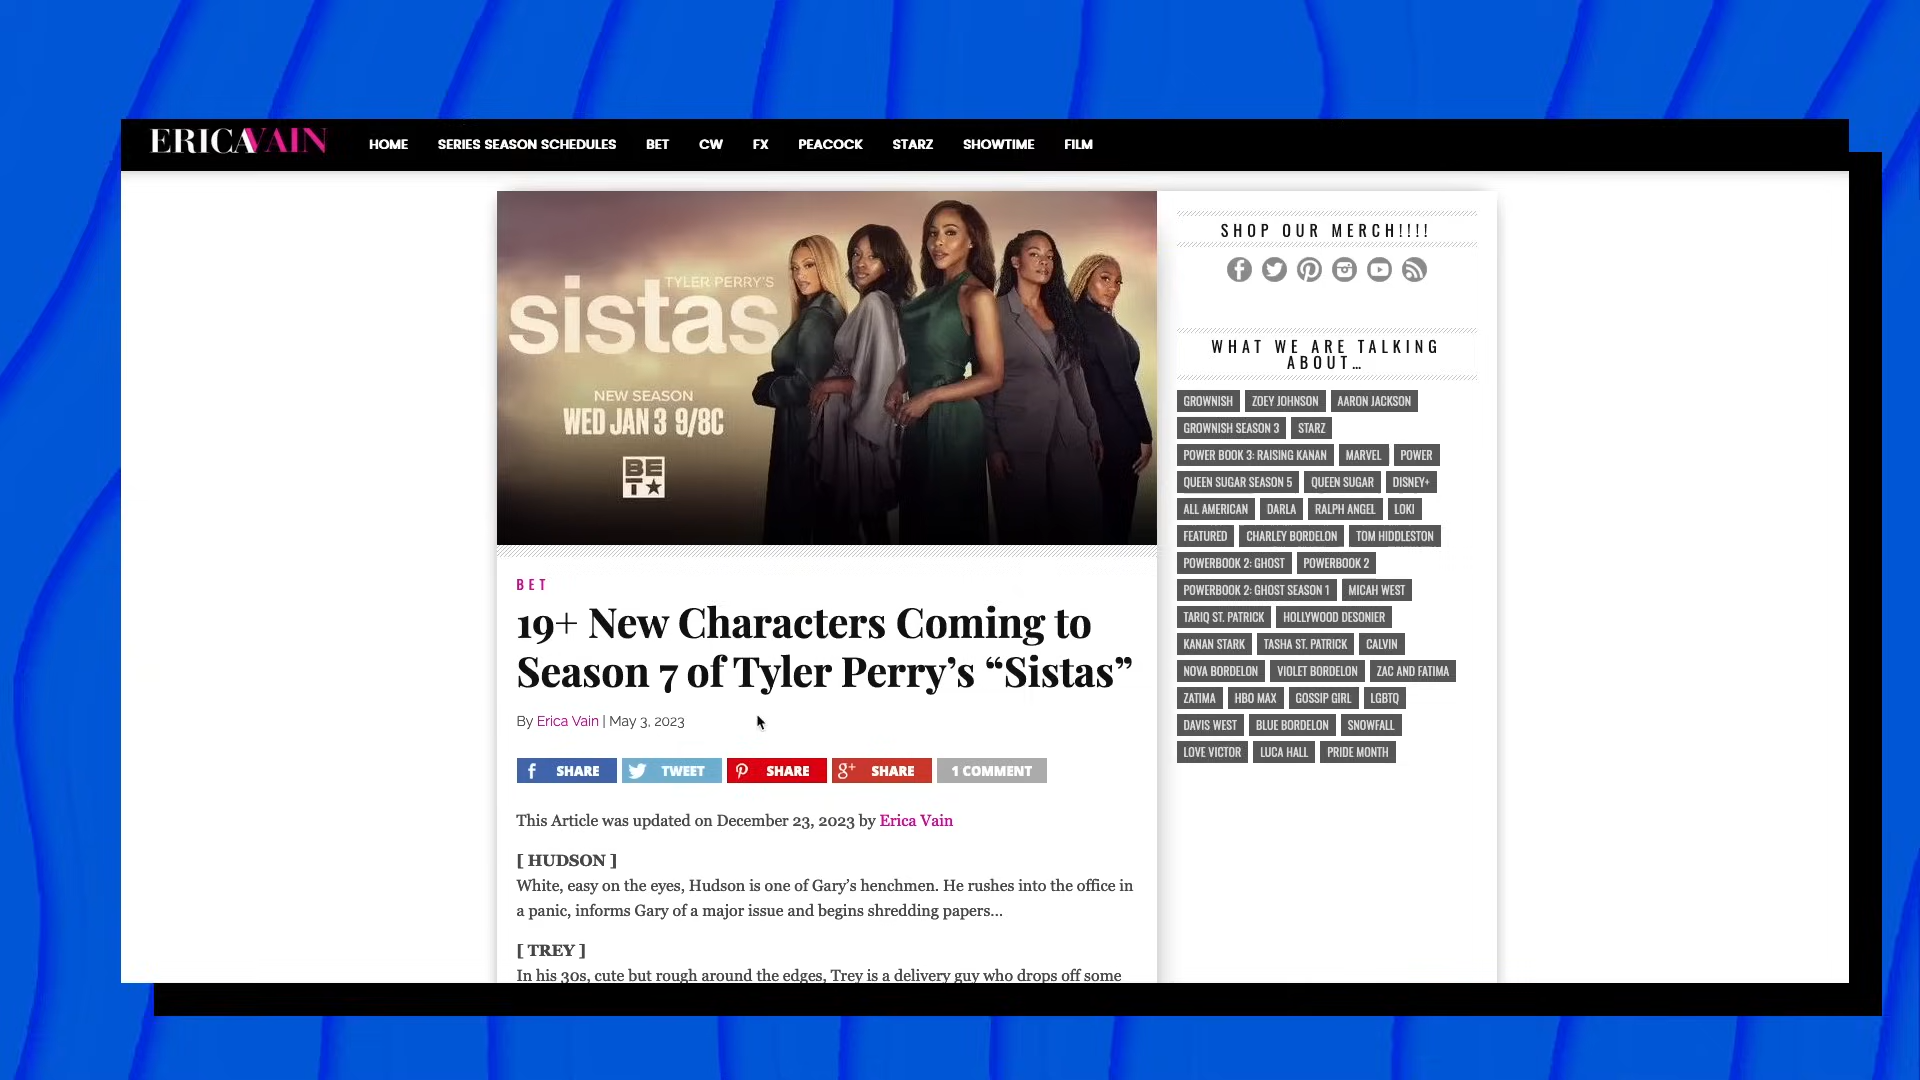 ERICAVAIN
HOME SERIES SEASON SCHEDULES BET CW FX PEACOCK STARZ SHOWTIME FILM
TYLER PERRY'S
sistas
NEW SEASON
WED JAN 3 9/8C
BET★
BET
19+ New Characters Coming to
Season 7 of Tyler Perry’s “Sistas”
By Erica Vain | May 3, 2023
SHARE TWEET SHARE SHARE 1 COMMENT
This Article was updated on December 23, 2023 by Erica Vain
[ HUDSON ]
White, easy on the eyes, Hudson is one of Gary’s henchmen. He rushes into the office in
a panic, informs Gary of a major issue and begins shredding papers…
[ TREY ]
In his 30s, cute but rough around the edges, Trey is a delivery guy who drops off some
SHOP OUR MERCH!!!!
WHAT WE ARE TALKING
ABOUT…
GROWNISH ZOEY JOHNSON AARON JACKSON
GROWNISH SEASON 3 STARZ
POWER BOOK 3: RAISING KANAN MARVEL POWER
QUEEN SUGAR SEASON 5 QUEEN SUGAR DISNEY+
ALL AMERICAN DARLA RALPH ANGEL LOKI
FEATURED CHARLEY BORDELON TOM HIDDLESTON
POWERBOOK 2: GHOST POWERBOOK 2
POWERBOOK 2: GHOST SEASON 1 MICAH WEST
TARIQ ST. PATRICK HOLLYWOOD DESONIER
KANAN STARK TASHA ST. PATRICK CALVIN
NOVA BORDELON VIOLET BORDELON ZAC AND FATIMA
ZATIMA HBO MAX GOSSIP GIRL LGBTQ
DAVIS WEST BLUE BORDELON SNOWFALL
LOVE VICTOR LUCA HALL PRIDE MONTH